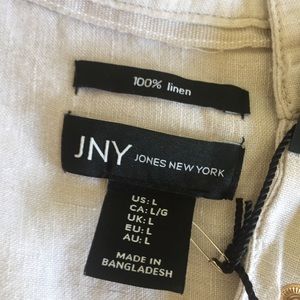 100% linen
JNY JONES NEW YORK
US: L
CA: L/G
UK: L
EU: L
AU: L
MADE IN
BANGLADESH